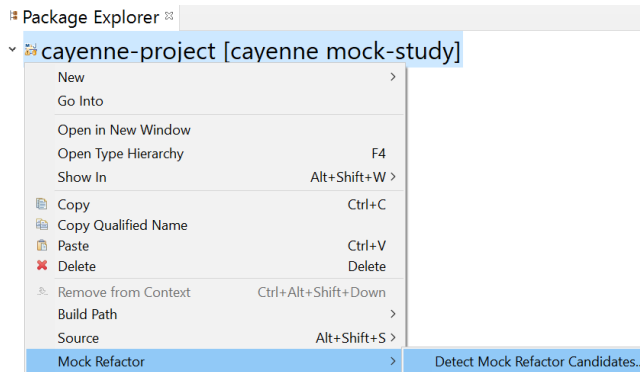 Package Explorer
cayenne-project [cayenne mock-study]
New
Go Into
Open in New Window
Open Type Hierarchy F4
Show In Alt+Shift+W
Copy Ctrl+C
Copy Qualified Name
Paste Ctrl+V
Delete Delete
Remove from Context Ctrl+Alt+Shift+Down
Build Path
Source Alt+Shift+S
Mock Refactor Detect Mock Refactor Candidates...